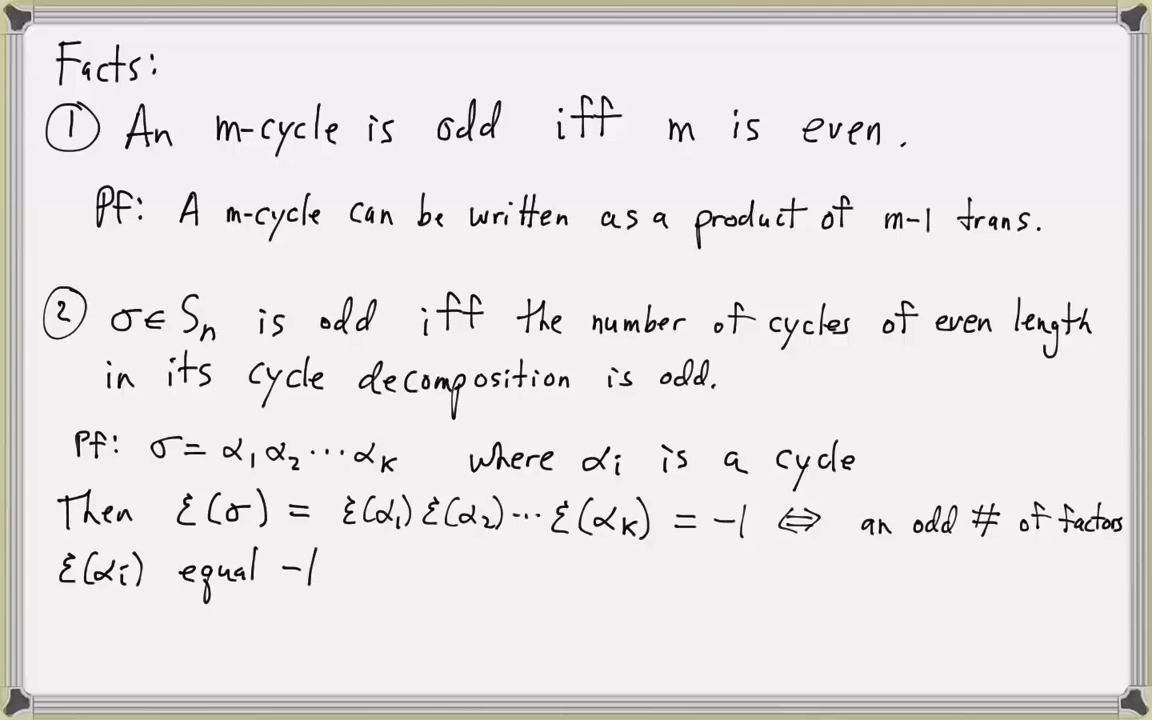 Facts:
① An m-cycle is odd iff m is even.
Pf: A m-cycle can be written as a product of m-1 trans.
② σ∈ Sₙ is odd iff the number of cycles of even length
in its cycle decomposition is odd.
Pf: σ = α₁α₂⋯αₖ where αᵢ is a cycle
Then ε(σ) = ε(α₁)ε(α₂)⋯ε(αₖ) = -1 ⇔ an odd # of factors
ε(αᵢ) equal -1